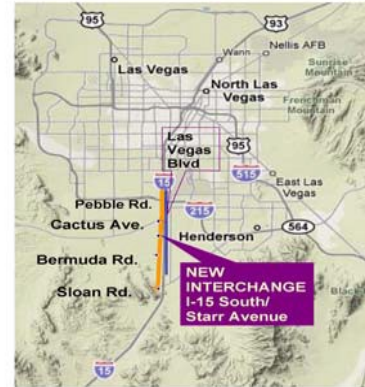 95
93
Nellis AFB
Wann
Las Vegas
Sunrise
Mountain
North Las
Vegas
Frenchman
Mountain
Las
Vegas
Blvd
95
15
515
215
East Las
Vegas
Pebble Rd.
Cactus Ave.
Henderson
564
Bermuda Rd.
NEW
INTERCHANGE
I-15 South/
Starr Avenue
Sloan Rd.
Black
15